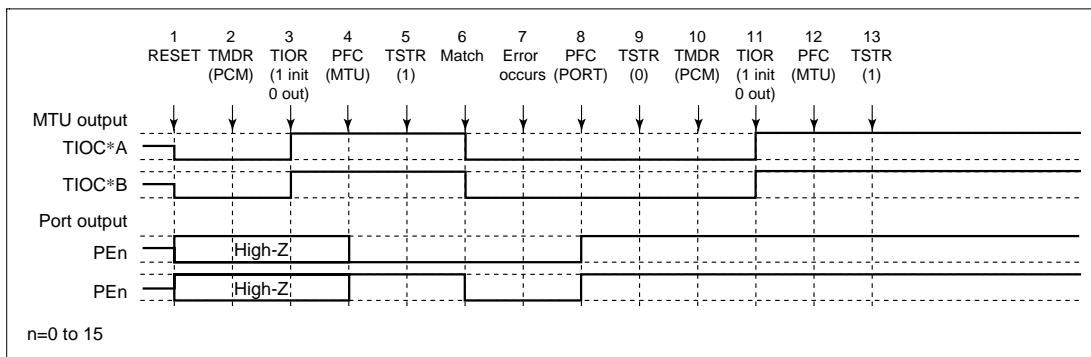 1 2 3 4 5 6 7 8 9 10 11 12 13
RESET TMDR TIOR PFC TSTR Match Error PFC TSTR TMDR TIOR PFC TSTR
(PCM) (1 init (MTU) (1) occurs (PORT) (0) (PCM) (1 init (MTU) (1)
0 out) 0 out)
MTU output
TIOC*A
TIOC*B
Port output
PEn High-Z
PEn High-Z
n=0 to 15